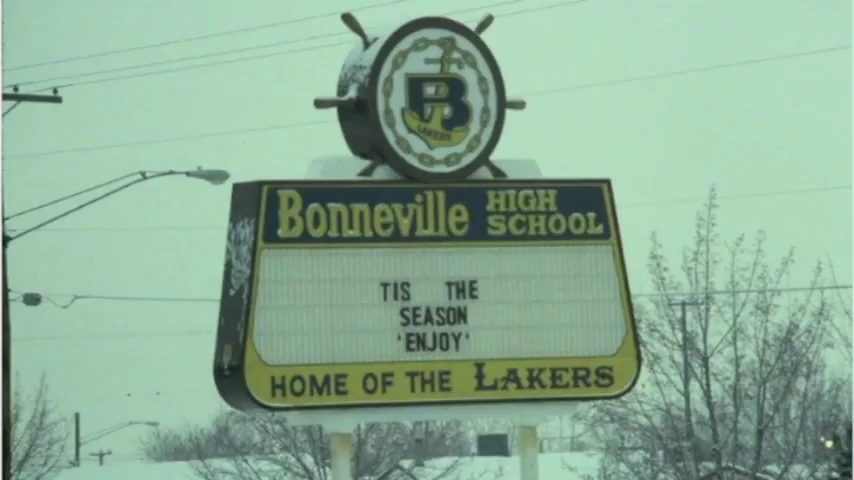 B
LAKERS
Bonneville HIGH SCHOOL
TIS THE
SEASON
'ENJOY'
HOME OF THE LAKERS